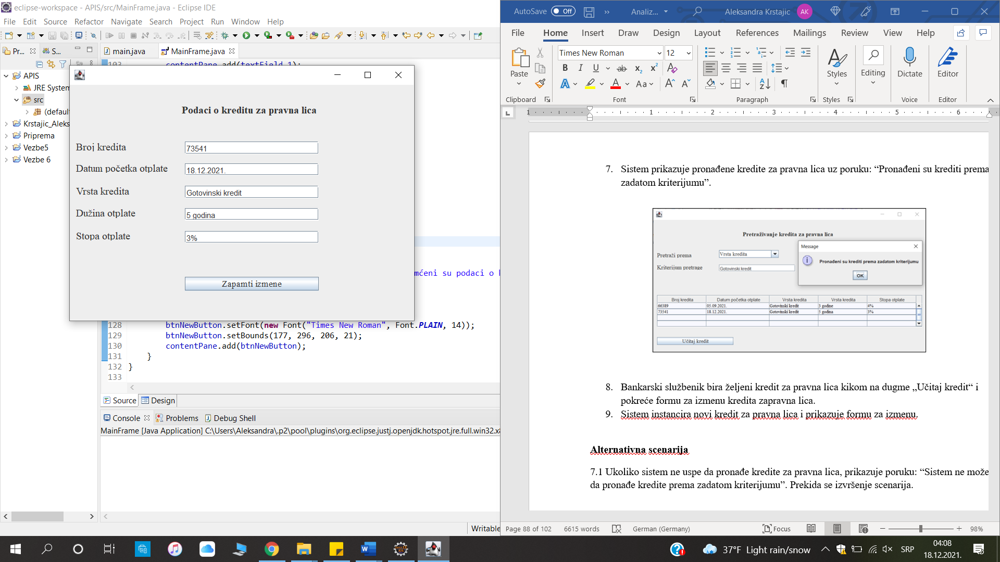 eclipse-workspace - APIS/src/MainFrame.java - Eclipse IDE
File Edit Source Refactor Navigate Search Project Run Window Help
Pr... S...
main.java MainFrame.java
APIS
JRE System
src
(defaul
Krstajic_Aleks
Priprema
Vezbe5
Vezbe 6
103 contentPane.add(textField_1);
Podaci o kreditu za pravna lica
Broj kredita 73541
Datum početka otplate 18.12.2021.
Vrsta kredita Gotovinski kredit
Dužina otplate 5 godina
Stopa otplate 3%
Zapamti izmene
mćeni su podaci o
128 btnNewButton.setFont(new Font("Times New Roman", Font.PLAIN, 14));
129 btnNewButton.setBounds(177, 296, 206, 21);
130 contentPane.add(btnNewButton);
131 }
132 }
133
Source Design
Console Problems Debug Shell
MainFrame [Java Application] C:\Users\Aleksandra\.p2\pool\plugins\org.eclipse.justj.openjdk.hotspot.jre.full.win32.x
Writable
AutoSave Off Analiz... Aleksandra Krstajic AK
File Home Insert Draw Design Layout References Mailings Review View Help
Times New Roman 12
Paste Styles Editing Dictate Editor
Clipboard Font Paragraph Styles Voice Editor
1 1 2 3 4 5 6
7. Sistem prikazuje pronađene kredite za pravna lica uz poruku: “Pronađeni su krediti prema
zadatom kriterijumu”.
Pretraživanje kredita za pravna lica
Pretraži prema Vrsta kredita
Kriterijum pretrage Gotovinski kredit
Message
Pronađeni su krediti prema zadatom kriterijumu
OK
Broj kredita Datum početka otplate Vrsta kredita Vrsta kredita Stopa otplate
66389 05.09.2021. Gotovinski kredit 3 godine 4%
73541 18.12.2021. Gotovinski kredit 5 godina 3%
Učitaj kredit
8. Bankarski službenik bira željeni kredit za pravna lica kikom na dugme „Učitaj kredit“ i
pokreće formu za izmenu kredita zapravna lica.
9. Sistem instancira novi kredit za pravna lica i prikazuje formu za izmenu.
Alternativna scenarija
7.1 Ukoliko sistem ne uspe da pronađe kredite za pravna lica, prikazuje poruku: “Sistem ne može
da pronađe kredite prema zadatom kriterijumu”. Prekida se izvršenje scenarija.
Page 88 of 102 6615 words German (Germany) Focus 98%
37°F Light rain/snow SRP 04:08
18.12.2021.